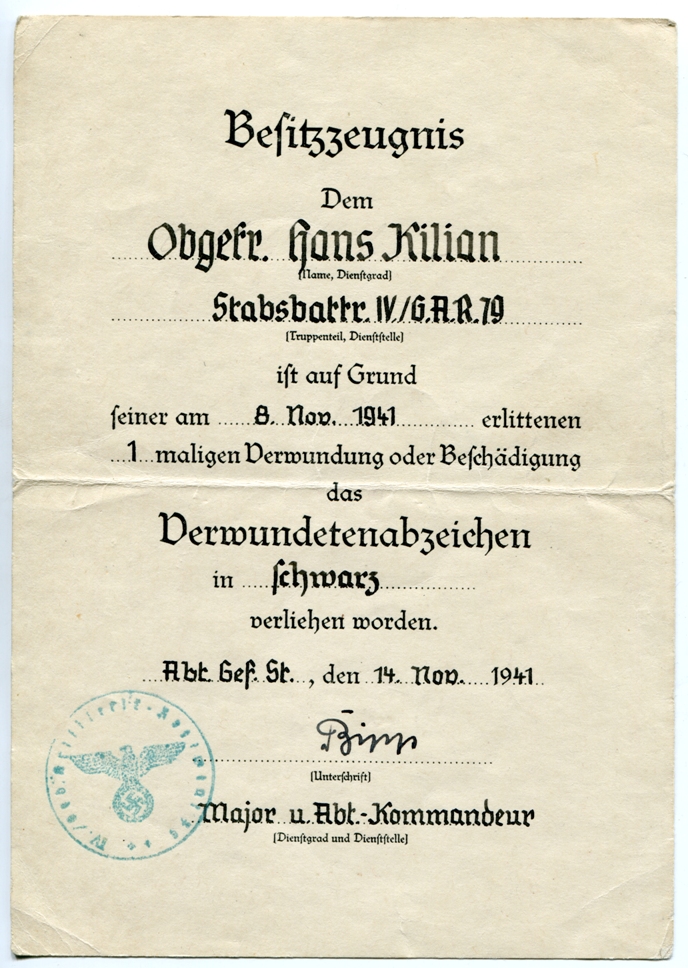 Besitzzeugnis
Dem
Obgefr. Hans Kilian
(Name, Dienstgrad)
Stabsbattr. IV/G.A.R.79
(Truppenteil, Dienststelle)
ist auf Grund
seiner am 8. Nov. 1941 erlittenen
1 maligen Verwundung oder Beschädigung
das
Verwundetenabzeichen
in schwarz
verliehen worden.
Abt. Gef. St., den 14. Nov. 1941
(Unterschrift)
Major u. Abt.-Kommandeur
(Dienstgrad und Dienststelle)